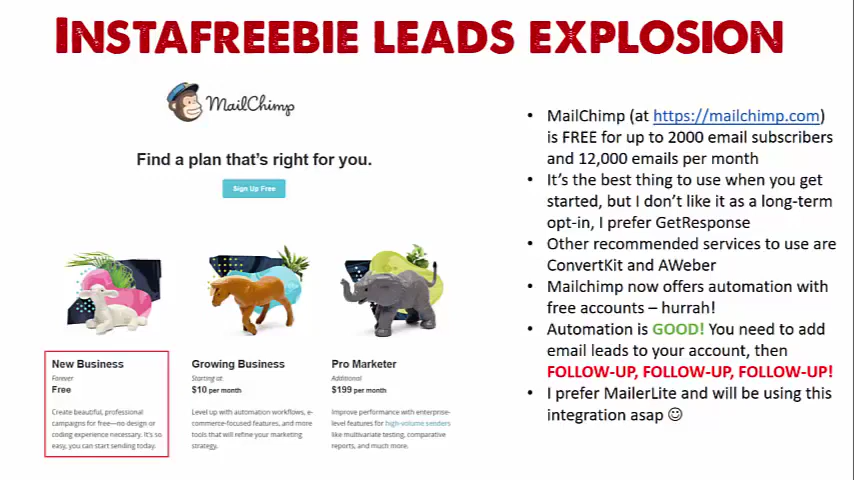 INSTAFREEBIE LEADS EXPLOSION
MailChimp
Find a plan that's right for you.
Sign Up Free
New Business
Forever
Free
Create beautiful, professional
campaigns for free—no design or
coding experience necessary. It's so
easy, you can start sending today.
Growing Business
Starting at
$10 per month
Level up with automation workflows, e-
commerce-focused features, and more
tools that will refine your marketing
strategy.
Pro Marketer
Additional
$199 per month
Improve performance with enterprise-
level features for high-volume senders
like multivariate testing, comparative
reports, and much more.
• MailChimp (at https://mailchimp.com)
is FREE for up to 2000 email subscribers
and 12,000 emails per month
• It's the best thing to use when you get
started, but I don't like it as a long-term
opt-in, I prefer GetResponse
• Other recommended services to use are
ConvertKit and AWeber
• Mailchimp now offers automation with
free accounts – hurrah!
• Automation is GOOD! You need to add
email leads to your account, then
FOLLOW-UP, FOLLOW-UP, FOLLOW-UP!
• I prefer MailerLite and will be using this
integration asap ☺